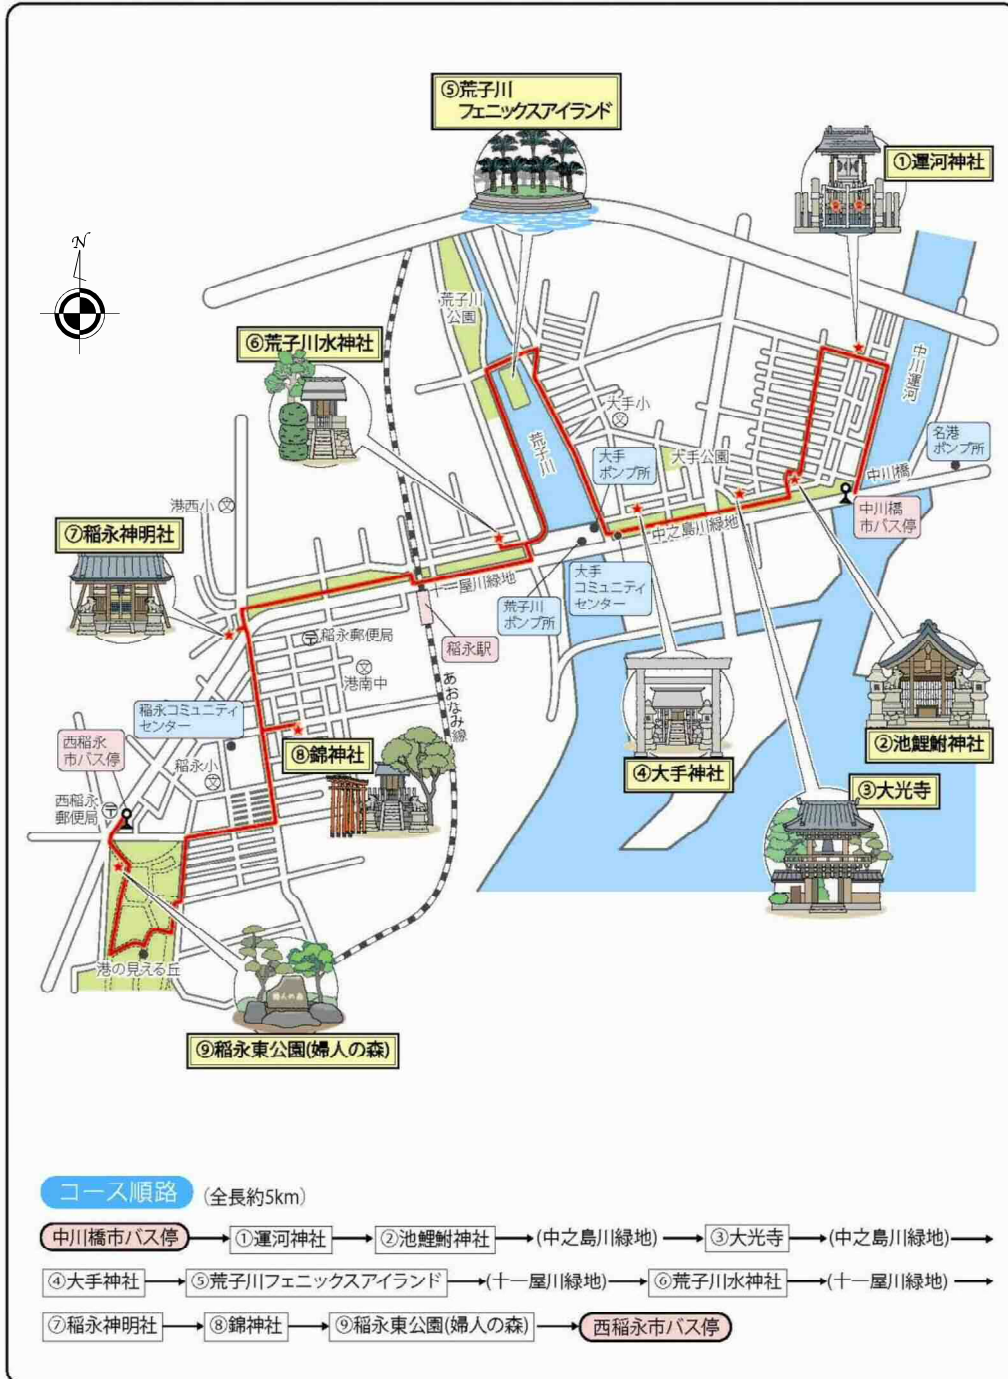 ⑤荒子川
フェニックスアイランド
①運河神社
N
荒子川
公園
⑥荒子川水神社
中川運河
大手小
文
荒子川
大手
ポンプ所
大手公園
名港
ポンプ所
中川橋
港西小
文
中川橋
市バス停
中之島川緑地
⑦稲永神明社
十一屋川緑地
大手
コミュニティ
センター
荒子川
ポンプ所
稲永郵便局
稲永駅
文
港南中
あおなみ線
稲永コミュニティ
センター
西稲永
市バス停
⑧錦神社
②池鯉鮒神社
稲永小
文
④大手神社
③大光寺
西稲永
郵便局
港の見える丘
婦人の森
⑨稲永東公園(婦人の森)
コース順路 (全長約5km)
中川橋市バス停→①運河神社→②池鯉鮒神社→(中之島川緑地)→③大光寺→(中之島川緑地)→
④大手神社→⑤荒子川フェニックスアイランド→(十一屋川緑地)→⑥荒子川水神社→(十一屋川緑地)→
⑦稲永神明社→⑧錦神社→⑨稲永東公園(婦人の森)→西稲永市バス停